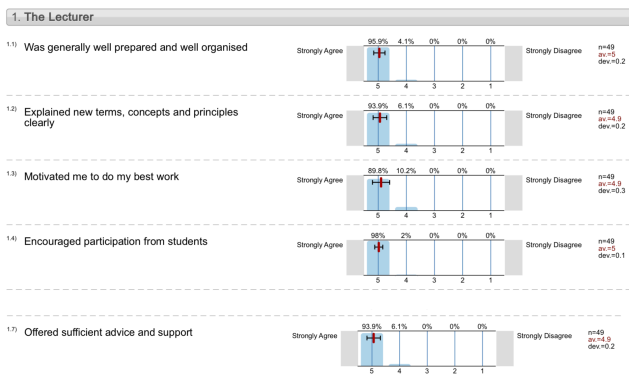 1. The Lecturer
1.1) Was generally well prepared and well organised
Strongly Agree
95.9% 4.1% 0% 0% 0%
5 4 3 2 1
Strongly Disagree
n=49
av.=5
dev.=0.2
1.2) Explained new terms, concepts and principles
clearly
Strongly Agree
93.9% 6.1% 0% 0% 0%
5 4 3 2 1
Strongly Disagree
n=49
av.=4.9
dev.=0.2
1.3) Motivated me to do my best work
Strongly Agree
89.8% 10.2% 0% 0% 0%
5 4 3 2 1
Strongly Disagree
n=49
av.=4.9
dev.=0.3
1.4) Encouraged participation from students
Strongly Agree
98% 2% 0% 0% 0%
5 4 3 2 1
Strongly Disagree
n=49
av.=5
dev.=0.1
1.7) Offered sufficient advice and support
Strongly Agree
93.9% 6.1% 0% 0% 0%
5 4 3 2 1
Strongly Disagree
n=49
av.=4.9
dev.=0.2